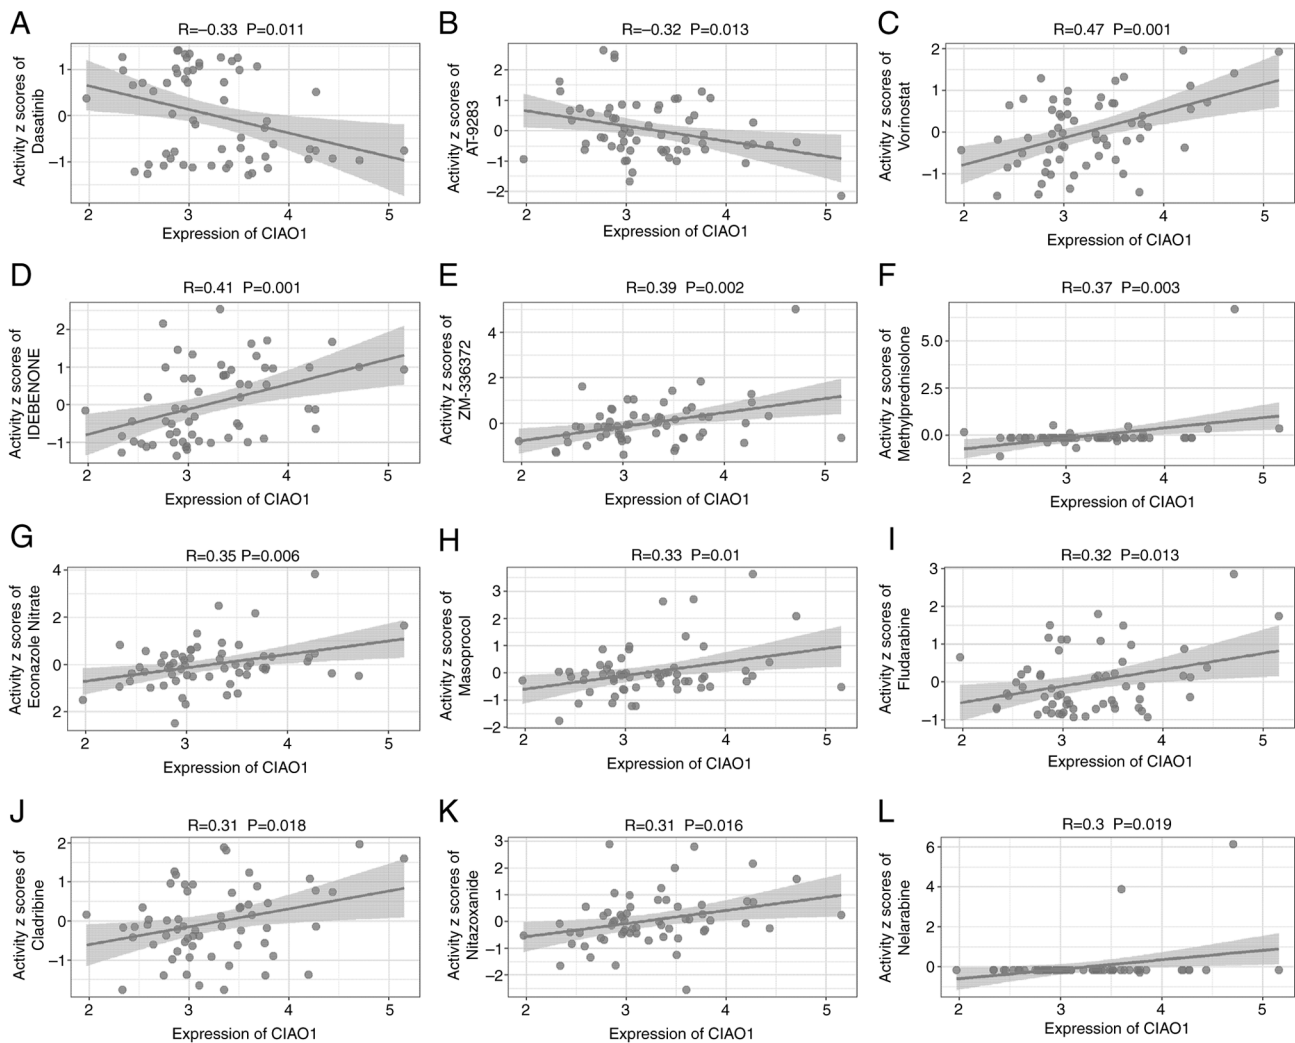 A
R=–0.33 P=0.011
Activity z scores of
Dasatinib
1
0
–1
2
3
4
5
Expression of CIAO1
B
R=–0.32 P=0.013
Activity z scores of
AT-9283
2
1
0
–1
–2
2
3
4
5
Expression of CIAO1
C
R=0.47 P=0.001
Activity z scores of
Vorinostat
2
1
0
–1
2
3
4
5
Expression of CIAO1
D
R=0.41 P=0.001
Activity z scores of
IDEBENONE
2
1
0
–1
2
3
4
5
Expression of CIAO1
E
R=0.39 P=0.002
Activity z scores of
ZM-336372
4
2
0
2
3
4
5
Expression of CIAO1
F
R=0.37 P=0.003
Activity z scores of
Methylprednisolone
5.0
2.5
0.0
2
3
4
5
Expression of CIAO1
G
R=0.35 P=0.006
Activity z scores of
Econazole Nitrate
4
2
0
2
2
3
4
5
Expression of CIAO1
H
R=0.33 P=0.01
Activity z scores of
Masoprocol
3
2
1
0
–1
–2
2
3
4
5
Expression of CIAO1
I
R=0.32 P=0.013
Activity z scores of
Fludarabine
3
2
1
0
–1
2
3
4
5
Expression of CIAO1
J
R=0.31 P=0.018
Activity z scores of
Cladribine
2
1
0
–1
2
3
4
5
Expression of CIAO1
K
R=0.31 P=0.016
Activity z scores of
Nitazoxanide
3
2
1
0
–1
–2
2
3
4
5
Expression of CIAO1
L
R=0.3 P=0.019
Activity z scores of
Nelarabine
6
4
2
0
2
3
4
5
Expression of CIAO1